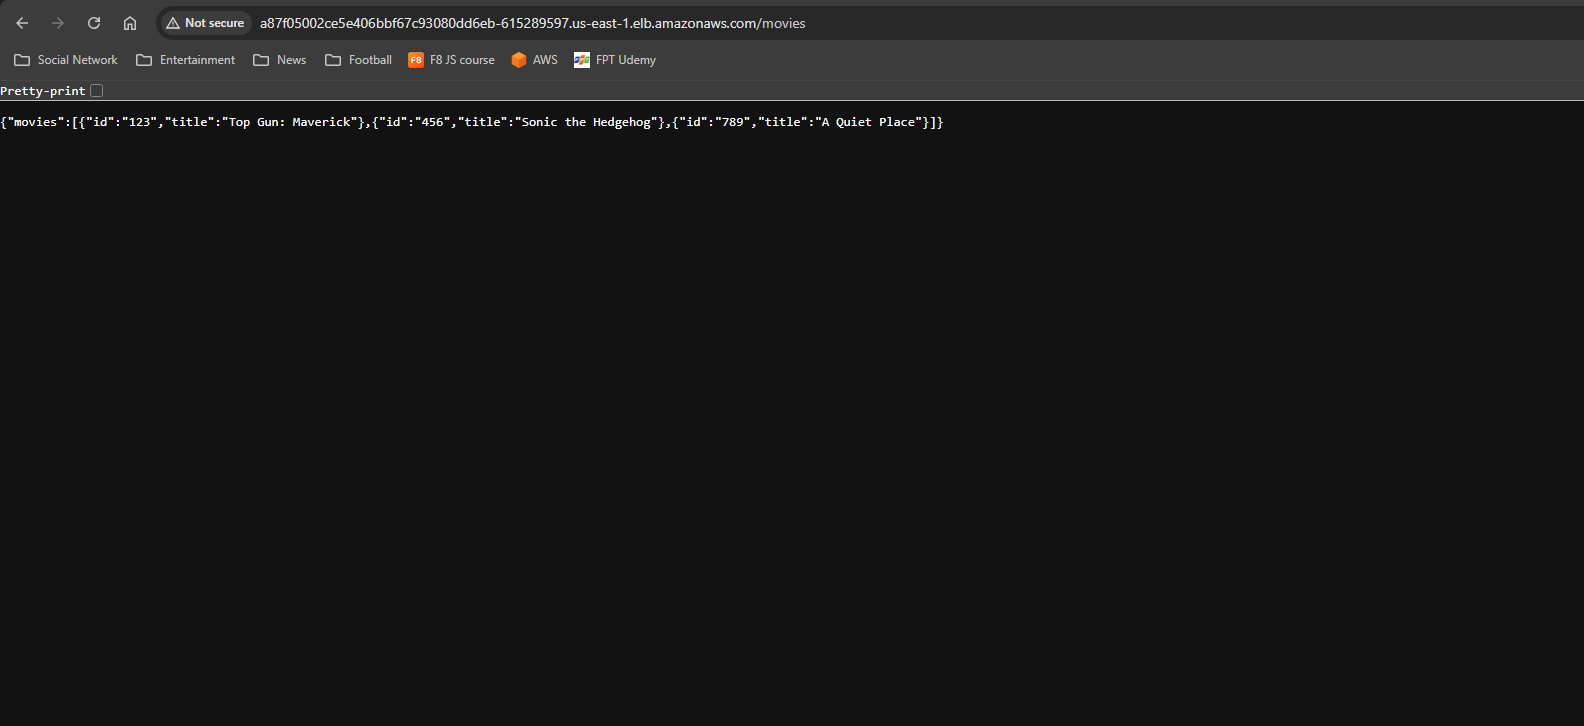 Not secure a87f05002ce5e406bbf67c93080dd6eb-615289597.us-east-1.elb.amazonaws.com/movies
Social Network Entertainment News Football F8 F8 JS course AWS FPT Udemy
Pretty-print
{"movies":[{"id":"123","title":"Top Gun: Maverick"},{"id":"456","title":"Sonic the Hedgehog"},{"id":"789","title":"A Quiet Place"}]}